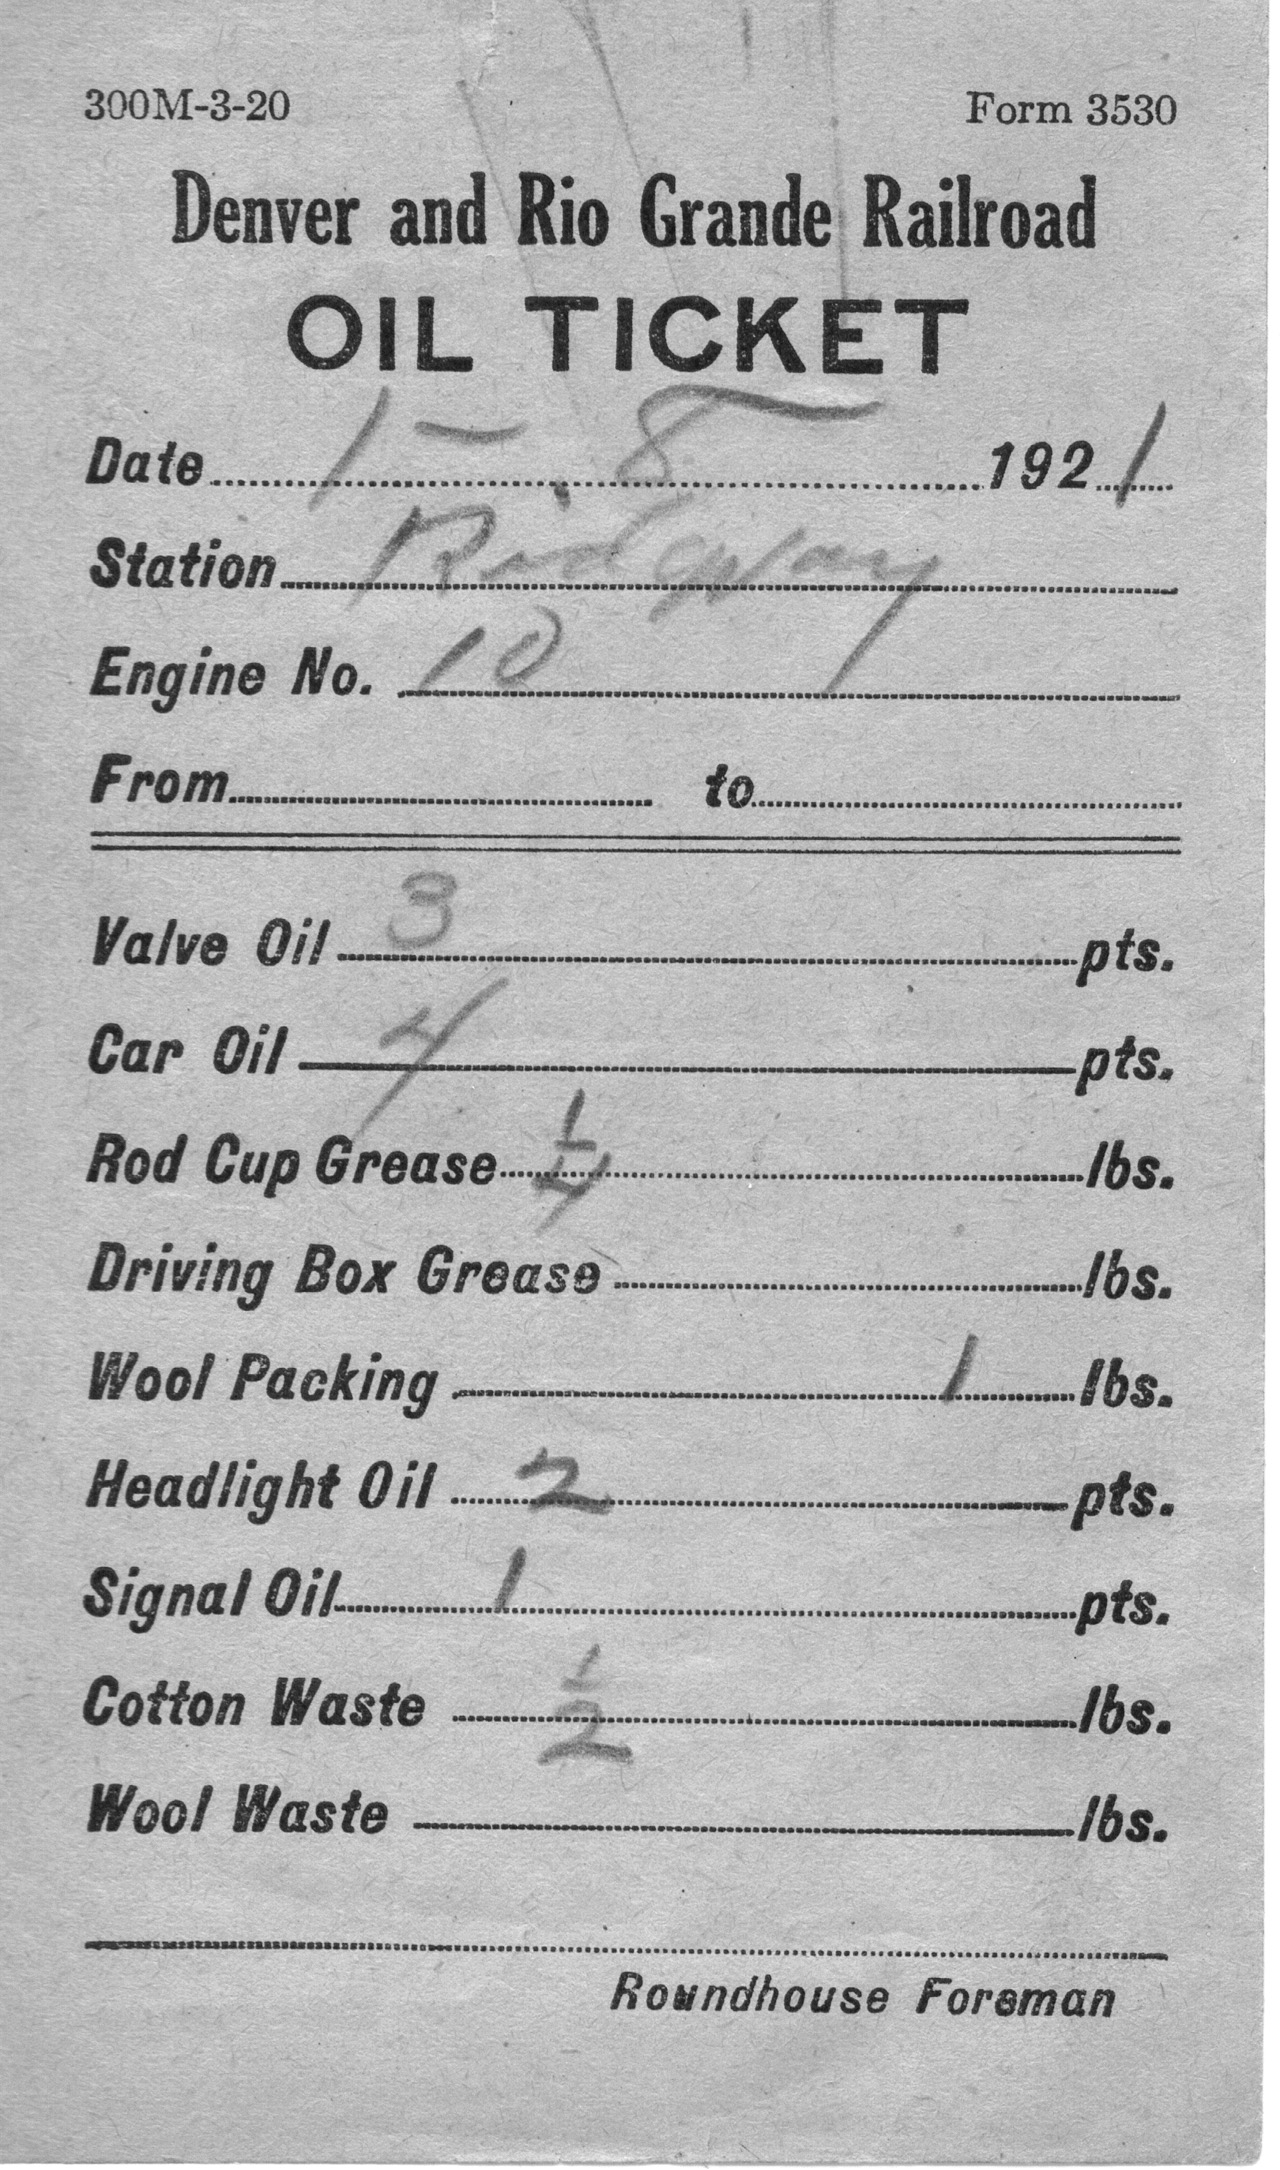 300M-3-20 Form 3530
Denver and Rio Grande Railroad
OIL TICKET
Date 1 - 8 1921
Station Ridgway
Engine No. 10
From to
Valve Oil 3 pts.
Car Oil 4 pts.
Rod Cup Grease 1/4 lbs.
Driving Box Grease lbs.
Wool Packing 1 lbs.
Headlight Oil 2 pts.
Signal Oil 1 pts.
Cotton Waste 1/2 lbs.
Wool Waste lbs.
Roundhouse Foreman